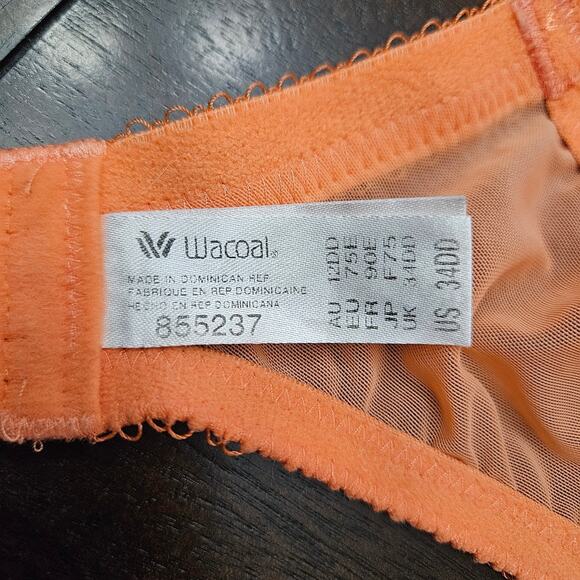 Wacoal
MADE IN DOMINICAN REP.
FABRIQUE EN REP. DOMINICAINE
HECHO EN REP. DOMINICANA
855237
AU 12DD
EU 75E
FR 90E
JP F75
UK 34DD
US 34DD